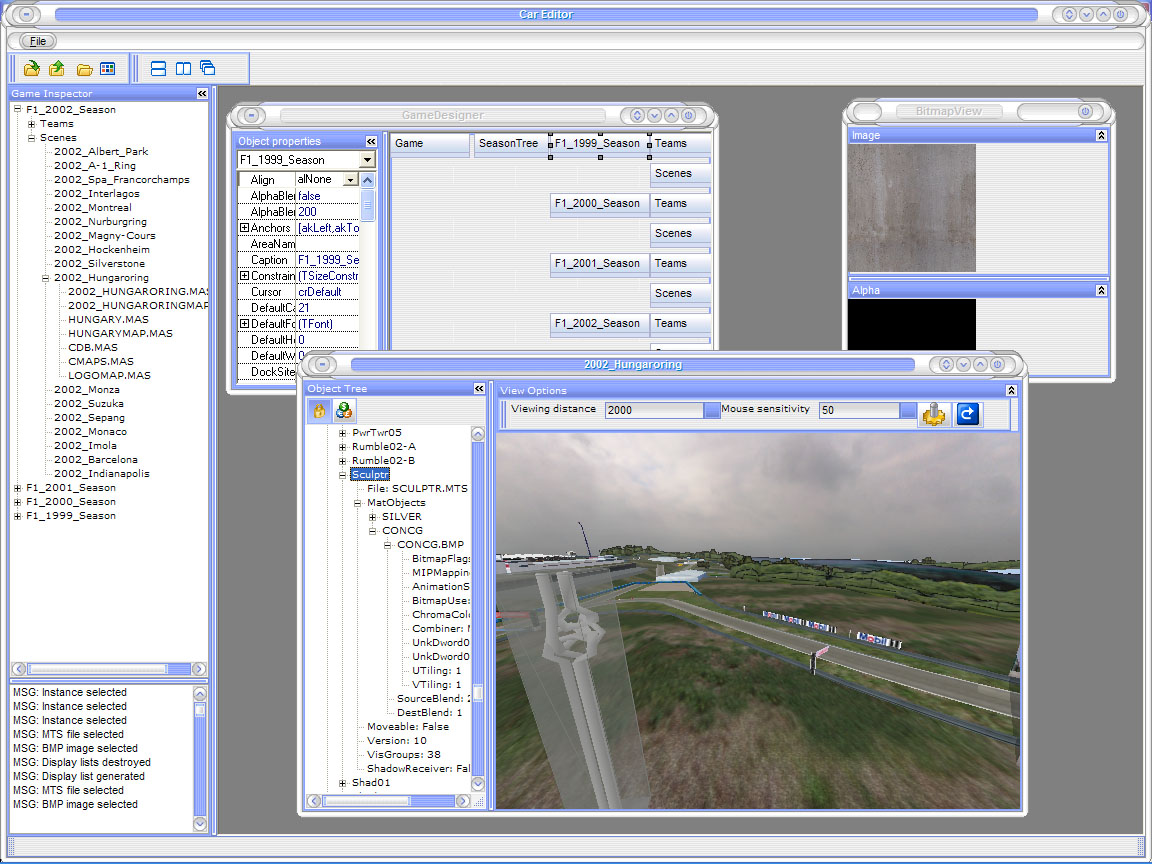 Car Editor
File
Game Inspector
F1_2002_Season
Teams
Scenes
2002_Albert_Park
2002_A-1_Ring
2002_Spa_Francorchamps
2002_Interlagos
2002_Montreal
2002_Nurburgring
2002_Magny-Cours
2002_Hockenheim
2002_Silverstone
2002_Hungaroring
2002_HUNGARORING.MAS
2002_HUNGARORINGMAP
HUNGARY.MAS
HUNGARYMAP.MAS
CDB.MAS
CMAPS.MAS
LOGOMAP.MAS
2002_Monza
2002_Suzuka
2002_Sepang
2002_Monaco
2002_Imola
2002_Barcelona
2002_Indianapolis
F1_2001_Season
F1_2000_Season
F1_1999_Season
MSG: Instance selected
MSG: Instance selected
MSG: Instance selected
MSG: MTS file selected
MSG: BMP image selected
MSG: Display lists destroyed
MSG: Display list generated
MSG: MTS file selected
MSG: BMP image selected
GameDesigner
Object properties
F1_1999_Season
Align alNone
AlphaBle false
AlphaBle 200
Anchors [akLeft,akTo
AreaNam
Caption F1_1999_Se
Constrain (TSizeConstr
Cursor crDefault
DefaultCa 21
DefaultFo (TFont)
DefaultH 0
DefaultW 0
DockSite
Game SeasonTree F1_1999_Season Teams
Scenes
F1_2000_Season Teams
Scenes
F1_2001_Season Teams
Scenes
F1_2002_Season Teams
BitmapView
Image
Alpha
2002_Hungaroring
Object Tree
PwrTwr05
Rumble02-A
Rumble02-B
Sculptr
File: SCULPTR.MTS
MatObjects
SILVER
CONCG
CONCG.BMP
BitmapFlags
MIPMappin
AnimationS
BitmapUse:
ChromaColo
Combiner:
UnkDword0
UnkDword0
UTiling: 1
VTiling: 1
SourceBlend: 2
DestBlend: 1
Moveable: False
Version: 10
VisGroups: 38
ShadowReceiver: Fal
Shad01
View Options
Viewing distance 2000 Mouse sensitivity 50
Mobil Mobil Mobil Mobil
Mobil 1